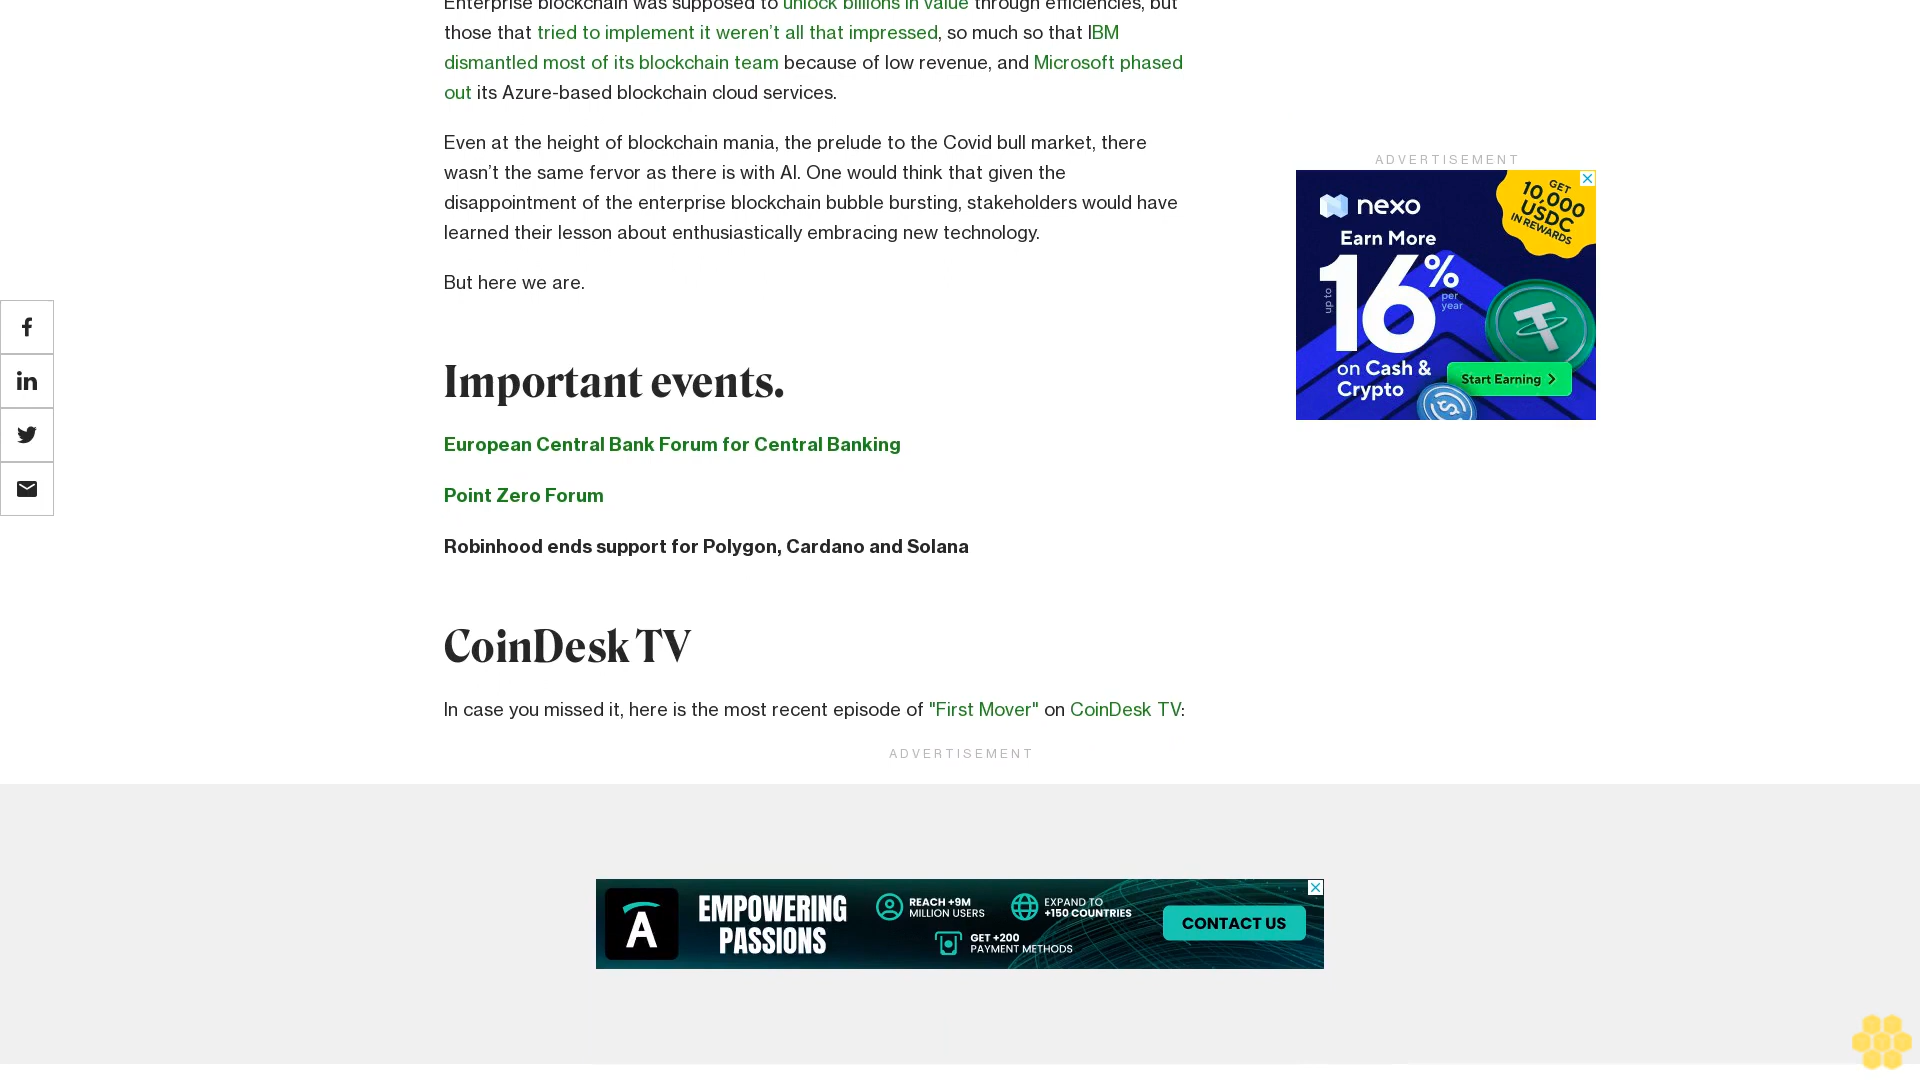 Enterprise blockchain was supposed to unlock billions in value through efficiencies, but
those that tried to implement it weren’t all that impressed, so much so that IBM
dismantled most of its blockchain team because of low revenue, and Microsoft phased
out its Azure-based blockchain cloud services.
Even at the height of blockchain mania, the prelude to the Covid bull market, there
wasn’t the same fervor as there is with AI. One would think that given the
disappointment of the enterprise blockchain bubble bursting, stakeholders would have
learned their lesson about enthusiastically embracing new technology.
But here we are.
Important events.
European Central Bank Forum for Central Banking
Point Zero Forum
Robinhood ends support for Polygon, Cardano and Solana
CoinDesk TV
In case you missed it, here is the most recent episode of "First Mover" on CoinDesk TV:
ADVERTISEMENT
nexo
GET
10,000
USDC
IN REWARDS
Earn More
up to
16%
per
year
on Cash &
Crypto
Start Earning
ADVERTISEMENT
A
EMPOWERING
PASSIONS
REACH +9M
MILLION USERS
EXPAND TO
+150 COUNTRIES
GET +200
PAYMENT METHODS
CONTACT US